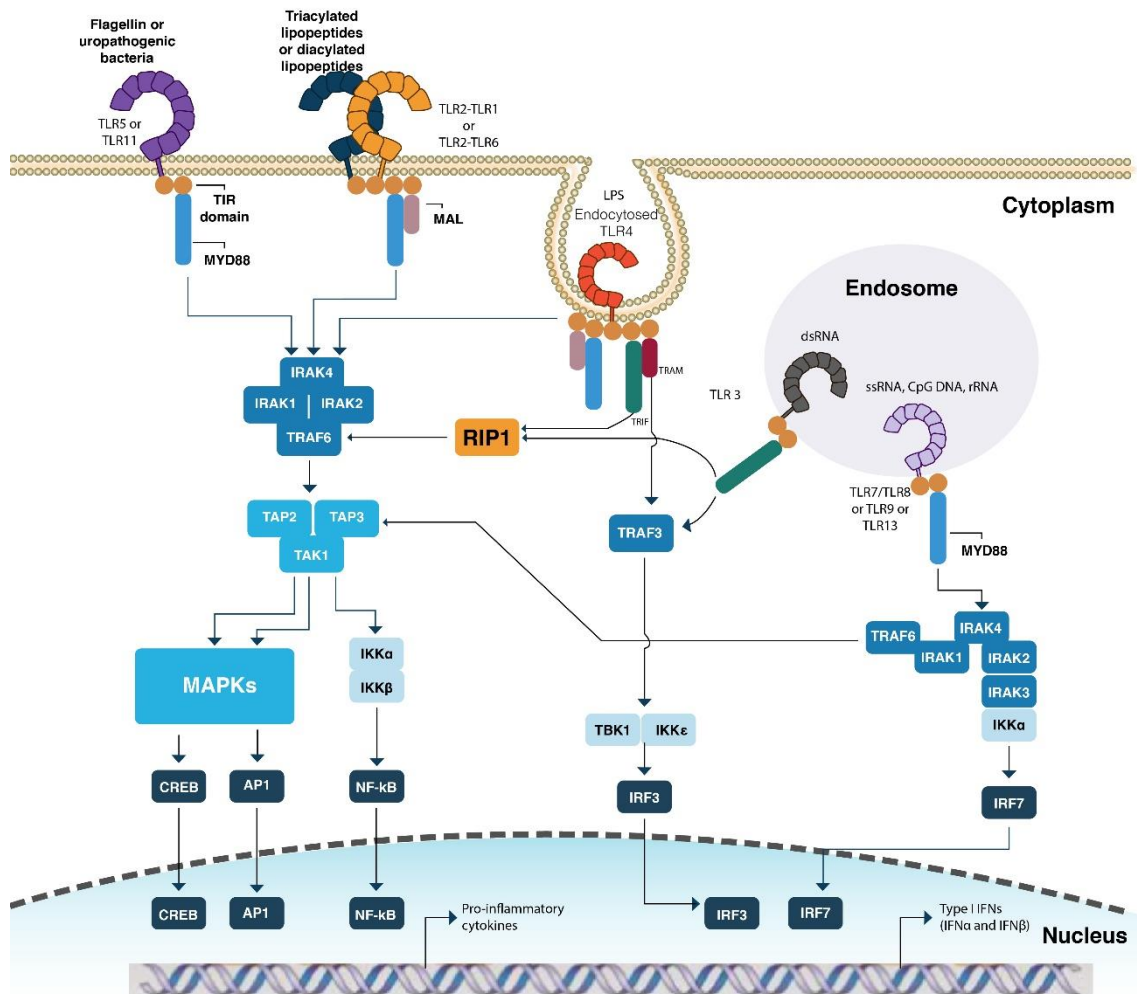 Flagellin or
uropathogenic
bacteria
Triacylated
lipopeptides
or diacylated
lipopeptides
TLR5 or
TLR11
TLR2-TLR1
or
TLR2-TLR6
TIR
domain
MYD88
MAL
LPS
Endocytosed
TLR4
Cytoplasm
Endosome
dsRNA
ssRNA, CpG DNA, rRNA
TLR 3
TRAM
TRIF
IRAK4
IRAK1
IRAK2
TRAF6
RIP1
TLR7/TLR8
or TLR9 or
TLR13
MYD88
TAP2
TAP3
TAK1
TRAF3
IRAK4
TRAF6
IRAK1
IRAK2
IRAK3
IKKα
MAPKs
IKKα
IKKβ
TBK1
IKKε
CREB
AP1
NF-kB
IRF3
IRF7
CREB
AP1
NF-kB
IRF3
IRF7
Pro-inflammatory
cytokines
Type I IFNs
(IFNα and IFNβ)
Nucleus